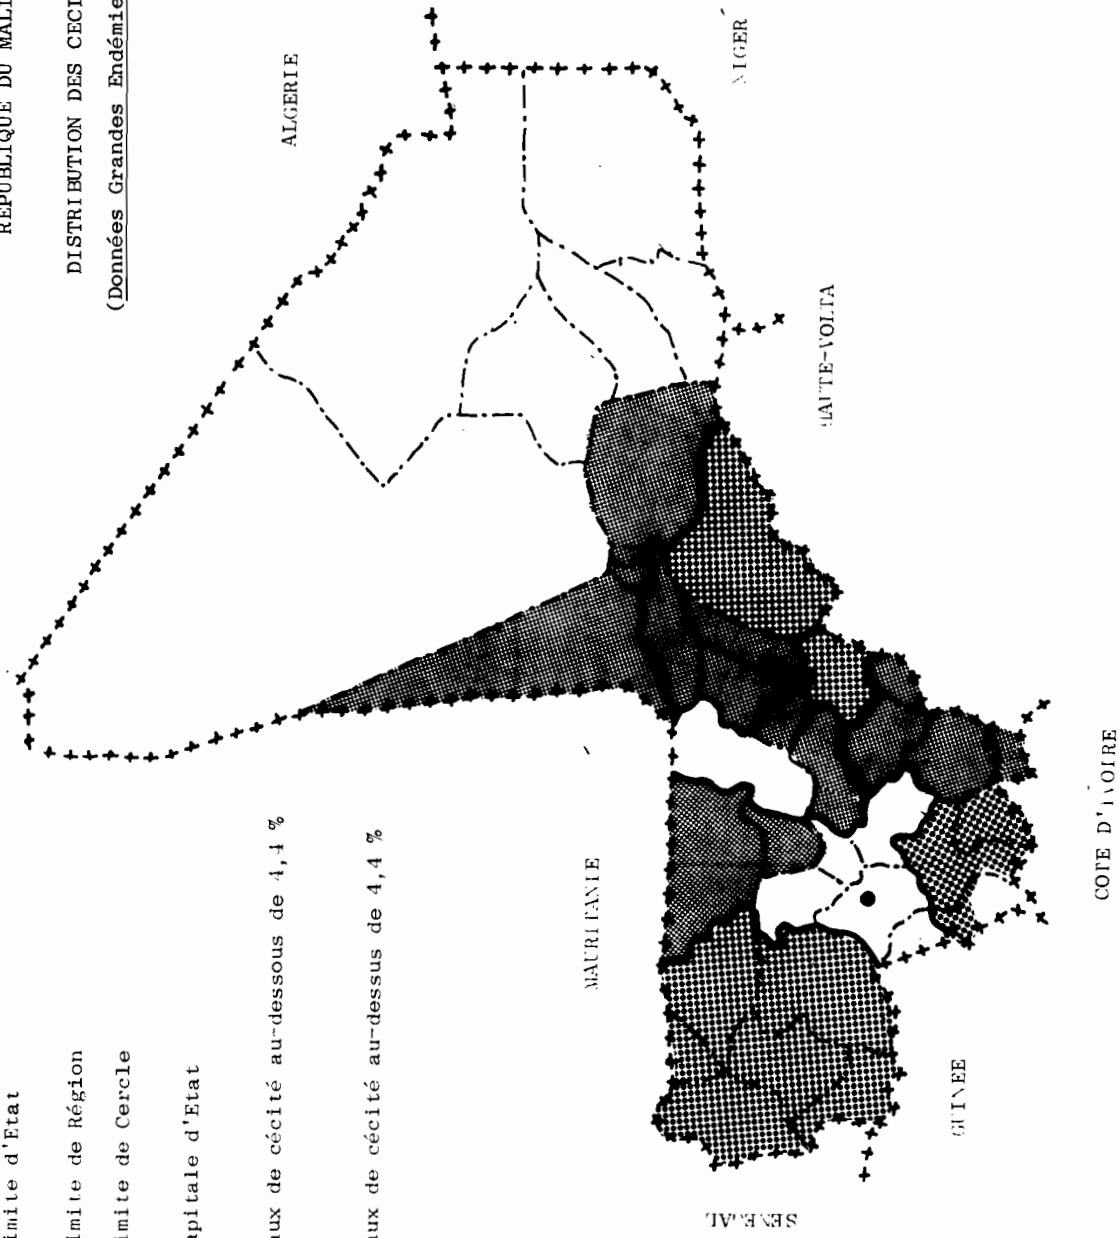 REPUBLIQUE DU MALI
DISTRIBUTION DES CECI
(Données Grandes Endémie
imite d'Etat
imite de Région
imite de Cercle
apitale d'Etat
aux de cécité au-dessous de 4,4 %
aux de cécité au-dessus de 4,4 %
ALGERIE
NIGER
MAURITANIE
HAUTE-VOLTA
SENEGAL
GUINEE
COTE D'IVOIRE